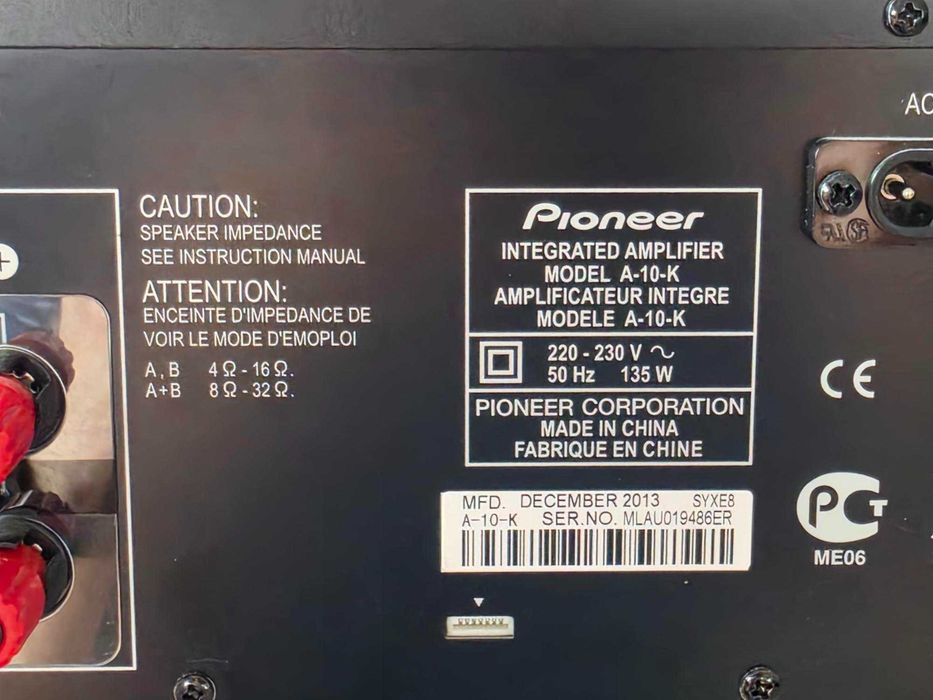 AC
CAUTION:
SPEAKER IMPEDANCE
SEE INSTRUCTION MANUAL
ATTENTION:
ENCEINTE D'IMPEDANCE DE
VOIR LE MODE D'EMOPLOI
A, B 4 Ω - 16 Ω.
A+B 8 Ω - 32 Ω.
Pioneer
INTEGRATED AMPLIFIER
MODEL A-10-K
AMPLIFICATEUR INTEGRE
MODELE A-10-K
220 - 230 V ~
50 Hz 135 W
PIONEER CORPORATION
MADE IN CHINA
FABRIQUE EN CHINE
MFD. DECEMBER 2013 SYXE8
A-10-K SER.NO. MLAU019486ER
CE
PCT
ME06